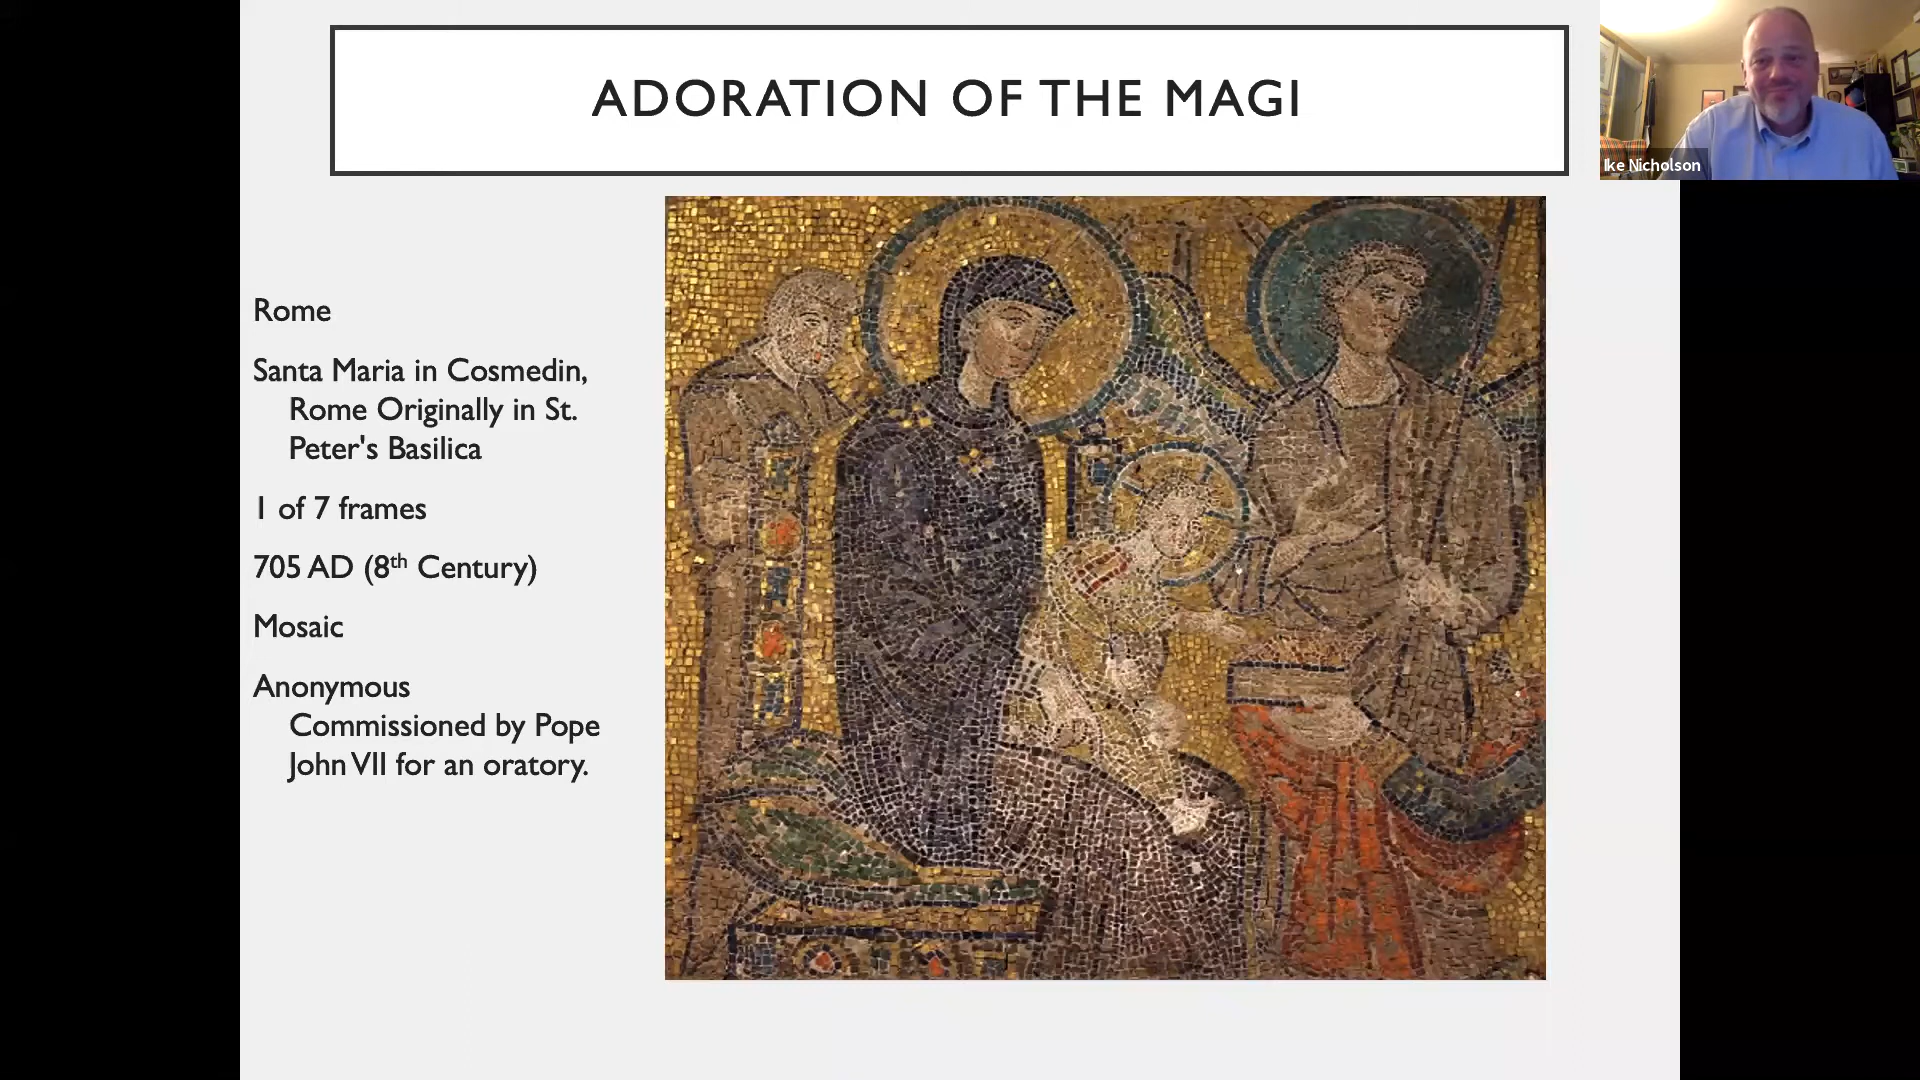 ADORATION OF THE MAGI
Ike Nicholson
Rome
Santa Maria in Cosmedin,
Rome Originally in St.
Peter's Basilica
1 of 7 frames
705 AD (8th Century)
Mosaic
Anonymous
Commissioned by Pope
John VII for an oratory.